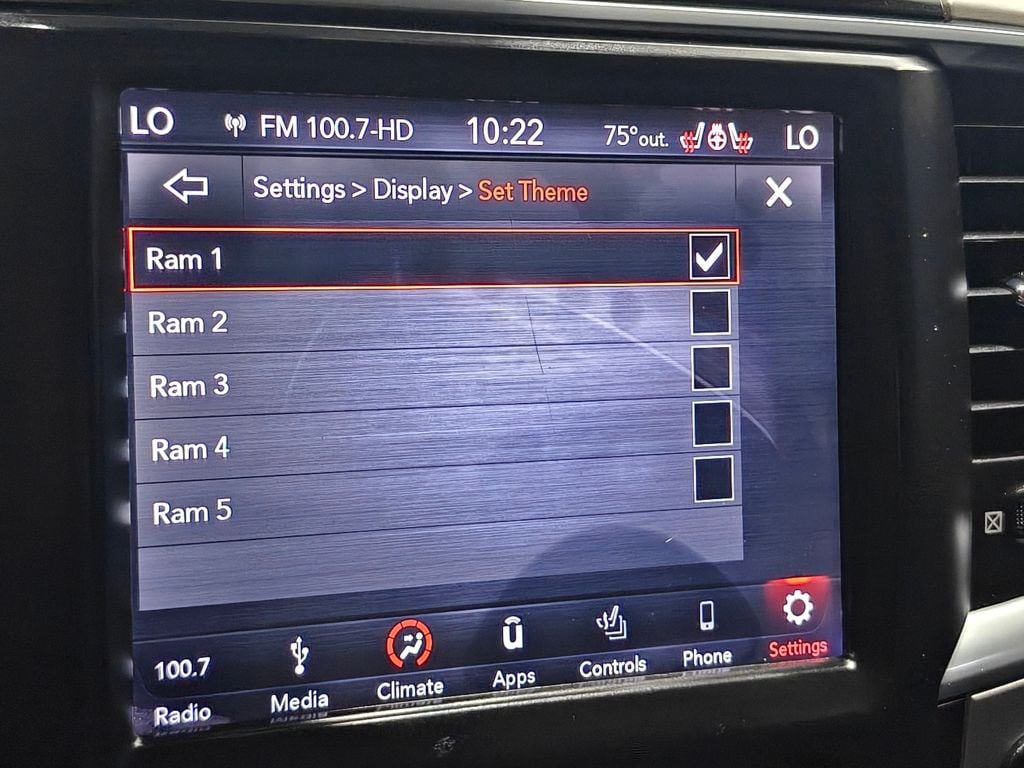 LO FM 100.7-HD 10:22 75°out. LO
Settings > Display > Set Theme
Ram 1
Ram 2
Ram 3
Ram 4
Ram 5
100.7
Radio Media Climate Apps Controls Phone Settings